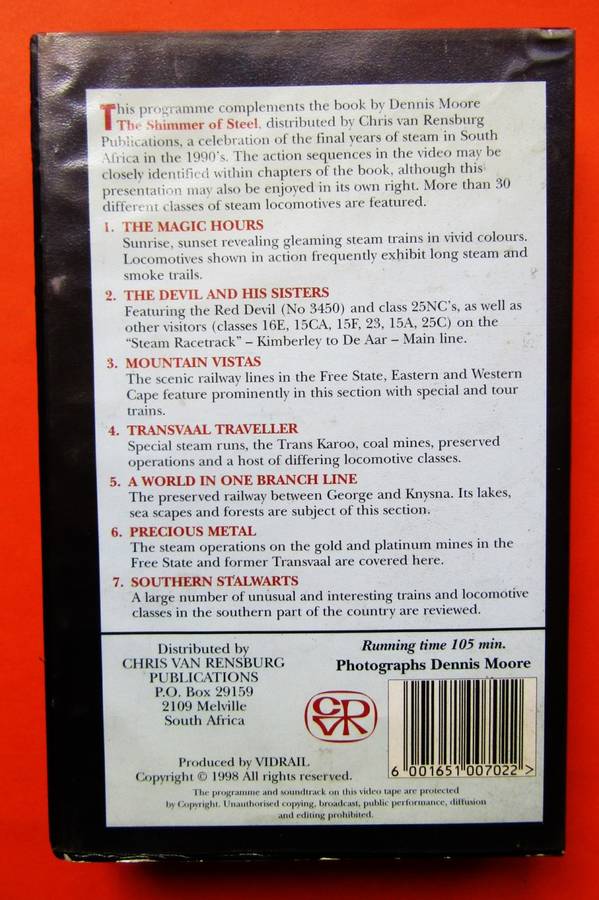 This programme complements the book by Dennis Moore
The Shimmer of Steel, distributed by Chris van Rensburg
Publications, a celebration of the final years of steam in South
Africa in the 1990's. The action sequences in the video may be
closely identified within chapters of the book, although this
presentation may also be enjoyed in its own right. More than 30
different classes of steam locomotives are featured.
1. THE MAGIC HOURS
Sunrise, sunset revealing gleaming steam trains in vivid colours.
Locomotives shown in action frequently exhibit long steam and
smoke trails.
2. THE DEVIL AND HIS SISTERS
Featuring the Red Devil (No 3450) and class 25NC's, as well as
other visitors (classes 16E, 15CA, 15F, 23, 15A, 25C) on the
"Steam Racetrack" – Kimberley to De Aar – Main line.
3. MOUNTAIN VISTAS
The scenic railway lines in the Free State, Eastern and Western
Cape feature prominently in this section with special and tour
trains.
4. TRANSVAAL TRAVELLER
Special steam runs, the Trans Karoo, coal mines, preserved
operations and a host of differing locomotive classes.
5. A WORLD IN ONE BRANCH LINE
The preserved railway between George and Knysna. Its lakes,
sea scapes and forests are subject of this section.
6. PRECIOUS METAL
The steam operations on the gold and platinum mines in the
Free State and former Transvaal are covered here.
7. SOUTHERN STALWARTS
A large number of unusual and interesting trains and locomotive
classes in the southern part of the country are reviewed.
Distributed by
CHRIS VAN RENSBURG
PUBLICATIONS
P.O. Box 29159
2109 Melville
South Africa
Produced by VIDRAIL
Copyright © 1998 All rights reserved.
Running time 105 min.
Photographs Dennis Moore
CVR
6 001651 007022 >
The programme and soundtrack on this video tape are protected
by Copyright. Unauthorised copying, broadcast, public performance, diffusion
and editing prohibited.